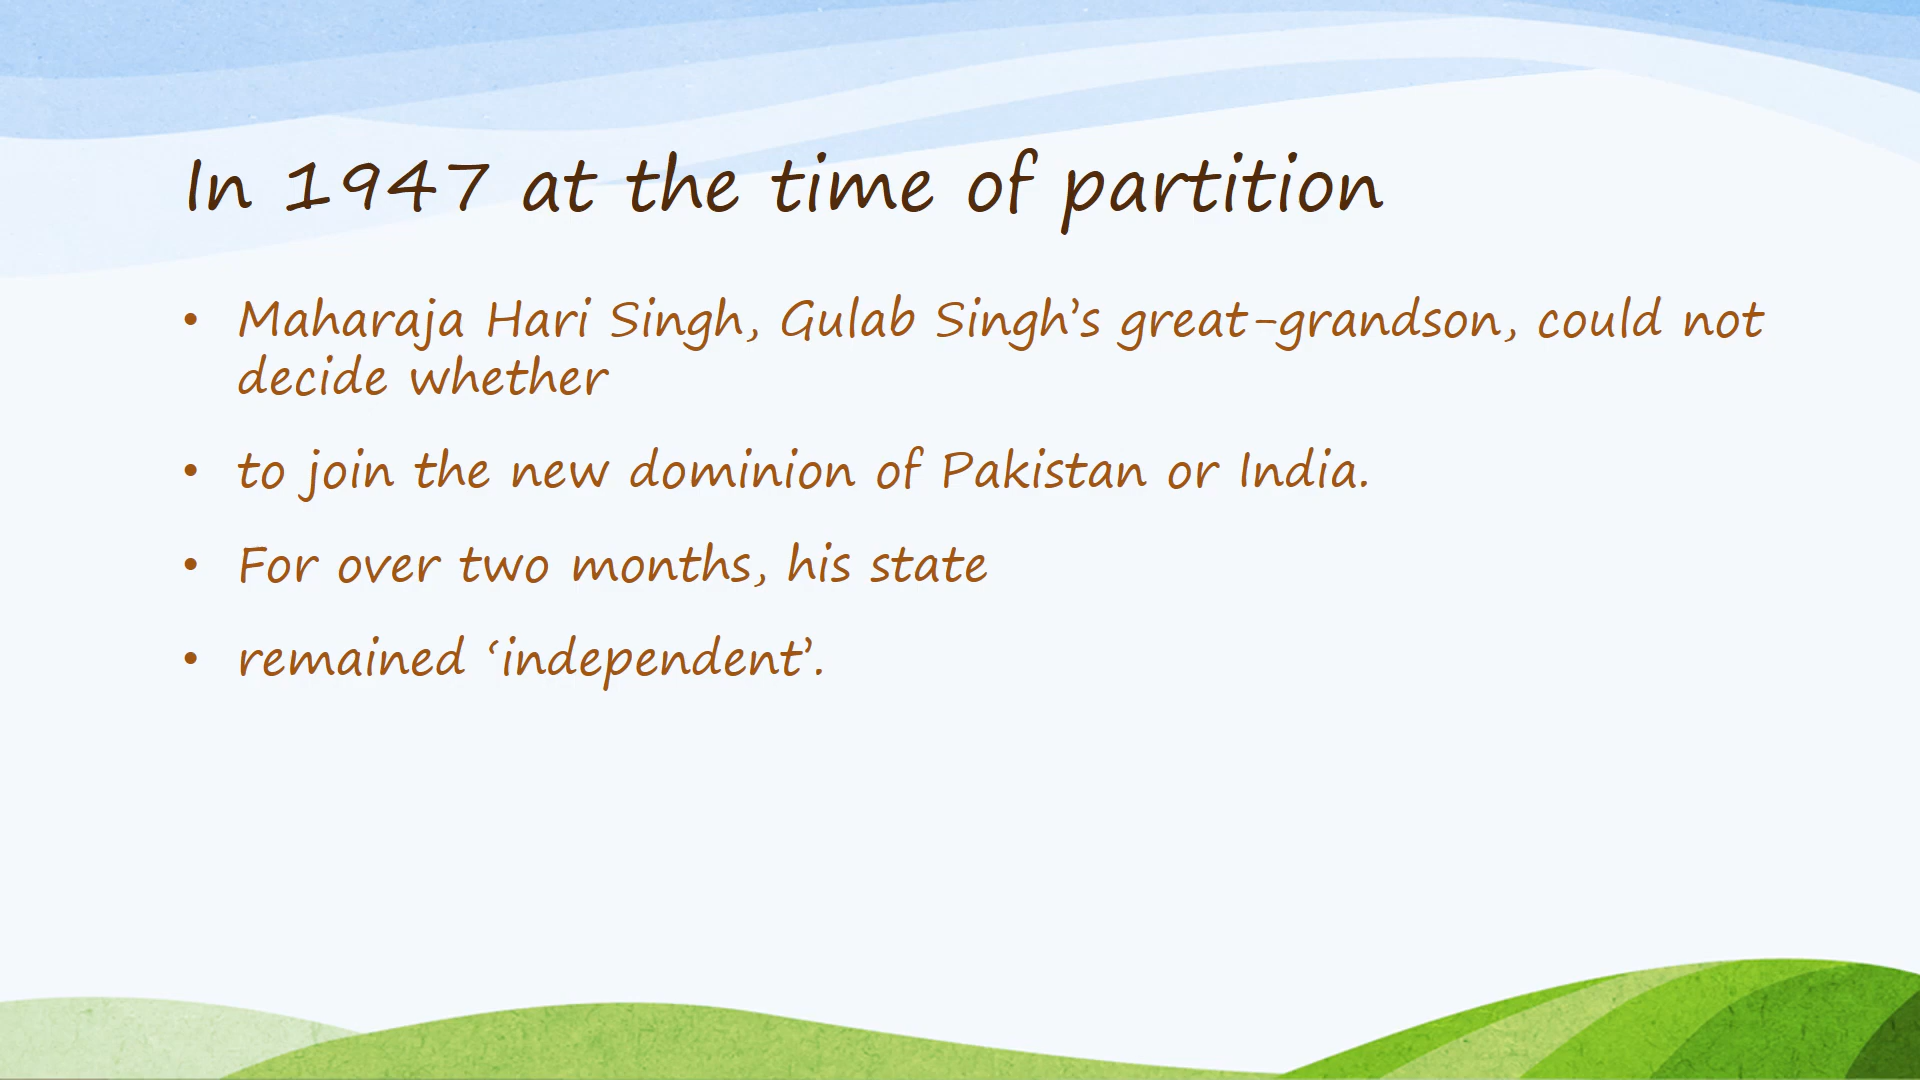 In 1947 at the time of partition
• Maharaja Hari Singh, Gulab Singh’s great-grandson, could not
decide whether
• to join the new dominion of Pakistan or India.
• For over two months, his state
• remained ‘independent’.